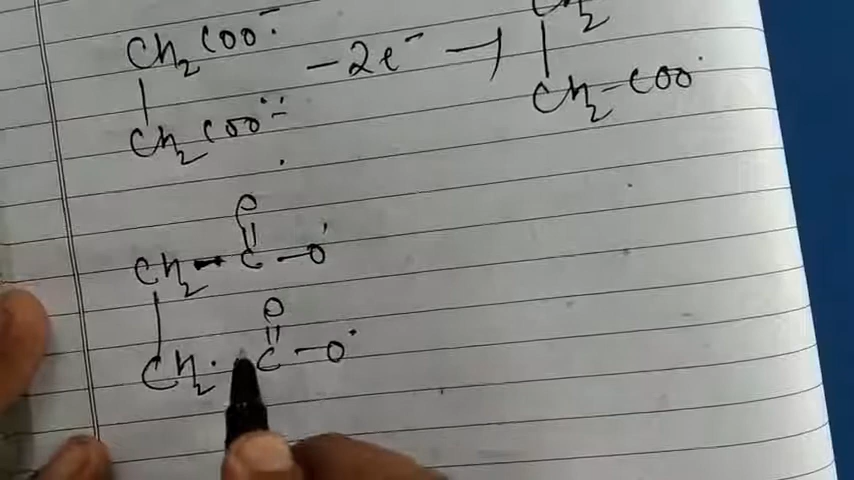 CH2COO⁻
− 2e⁻ →
CH2COO⁻
CH2–COO·
O
CH2–C–O·
O
CH2·C–O·